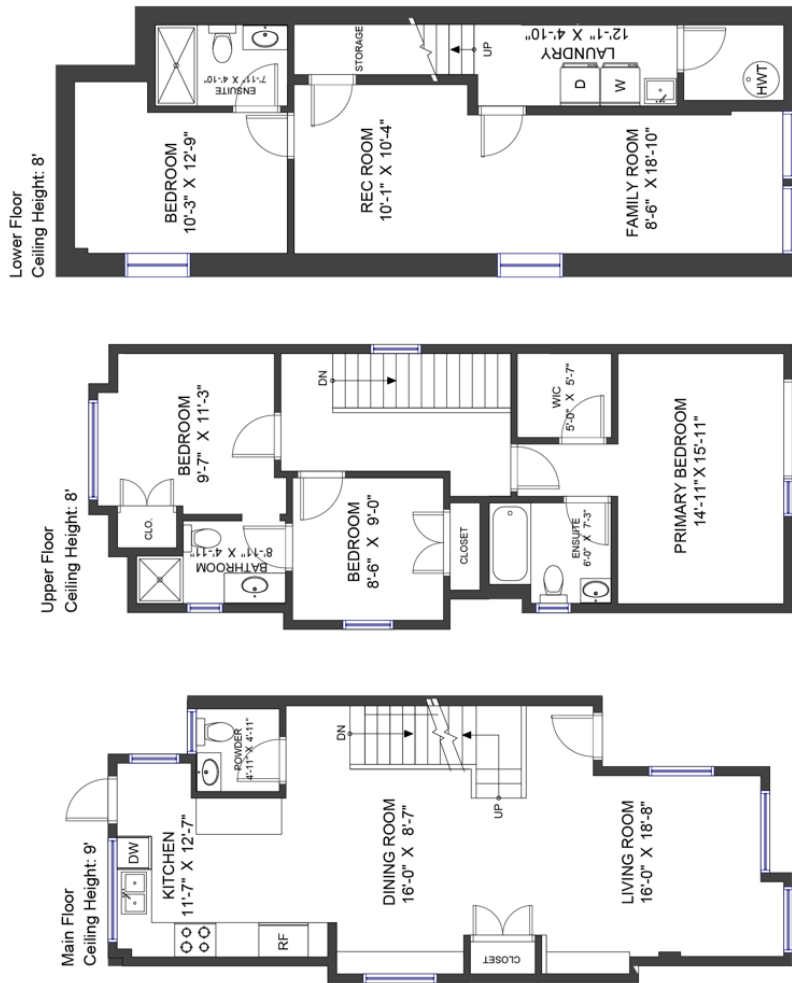 Main Floor
Ceiling Height: 9'
DW
KITCHEN
11'-7" X 12'-7"
RF
POWDER
4'-11" X 4'-11"
DN
DINING ROOM
16'-0" X 8'-7"
UP
CLOSET
LIVING ROOM
16'-0" X 18'-8"
Upper Floor
Ceiling Height: 8'
CLO.
BEDROOM
9'-7" X 11'-3"
BATHROOM
8'-11" X 4'-11"
DN
BEDROOM
8'-6" X 9'-0"
CLOSET
WIC
5'-0" X 5'-7"
ENSUITE
6'-0" X 7'-3"
PRIMARY BEDROOM
14'-11" X 15'-11"
Lower Floor
Ceiling Height: 8'
BEDROOM
10'-3" X 12'-9"
ENSUITE
7'-11" X 4'-10"
STORAGE
UP
REC ROOM
10'-1" X 10'-4"
LAUNDRY
12'-1" X 4'-10"
D
W
HWT
FAMILY ROOM
8'-6" X 18'-10"